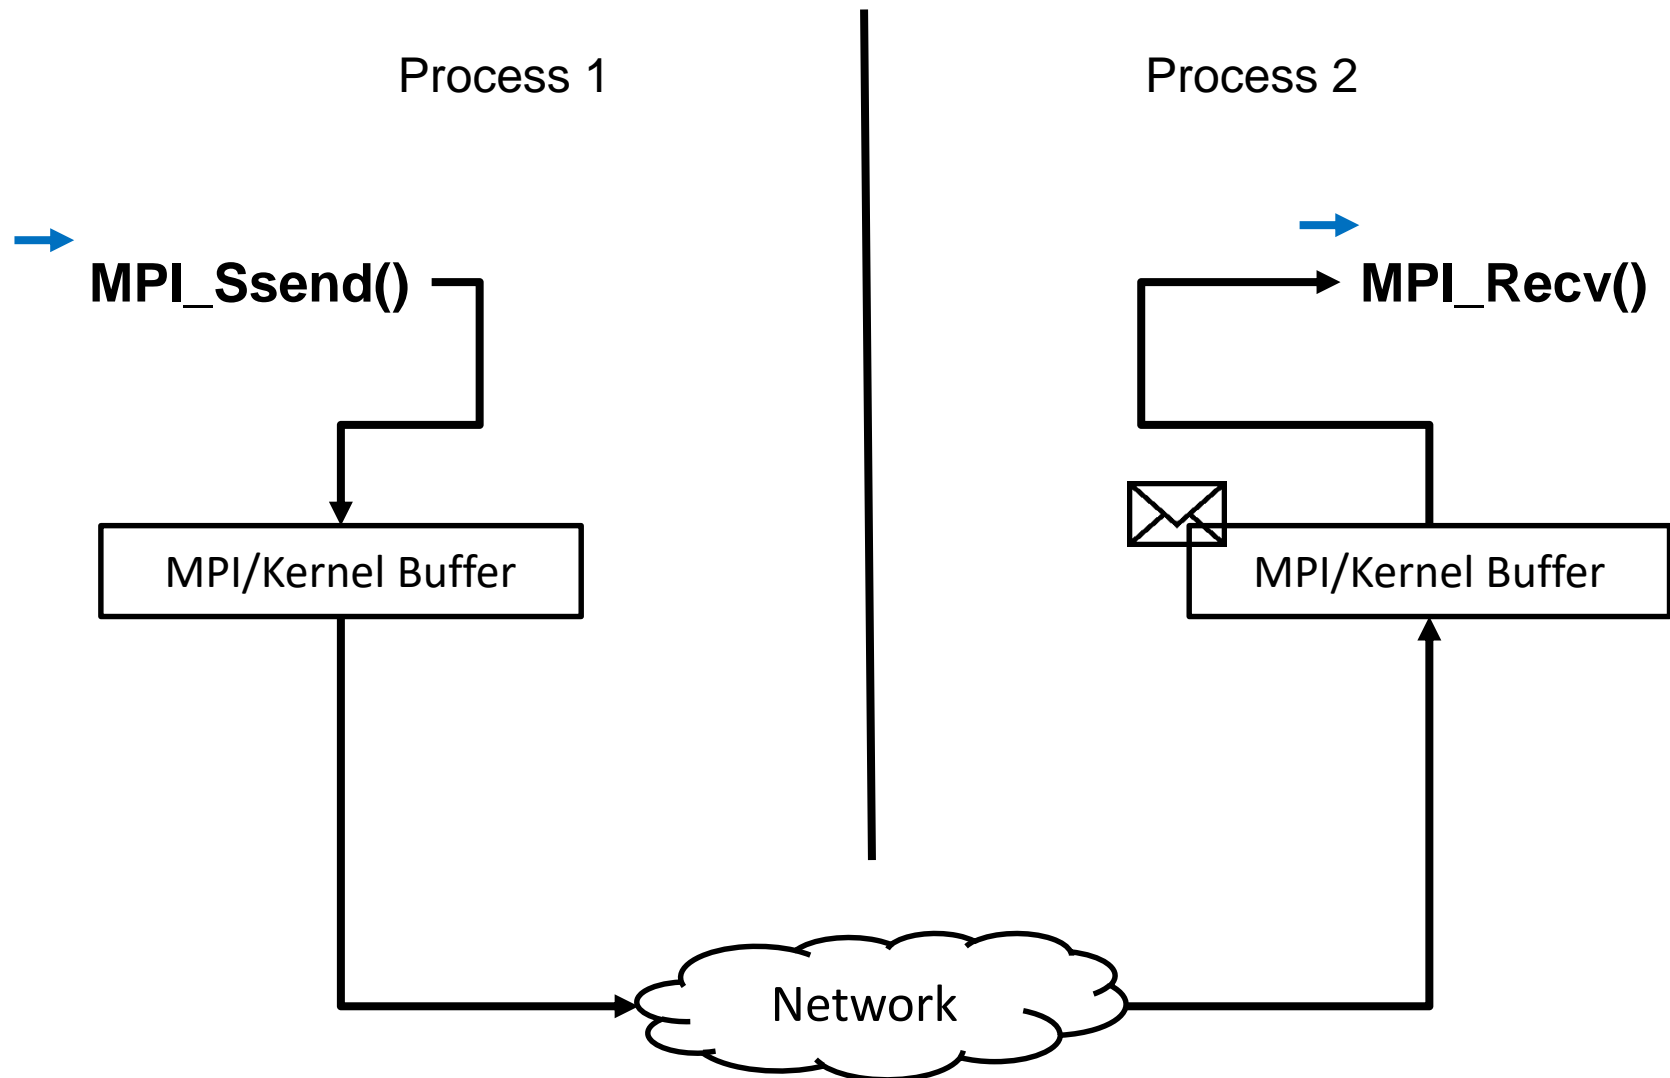 Process 1
Process 2
MPI_Ssend()
MPI_Recv()
MPI/Kernel Buffer
MPI/Kernel Buffer
Network